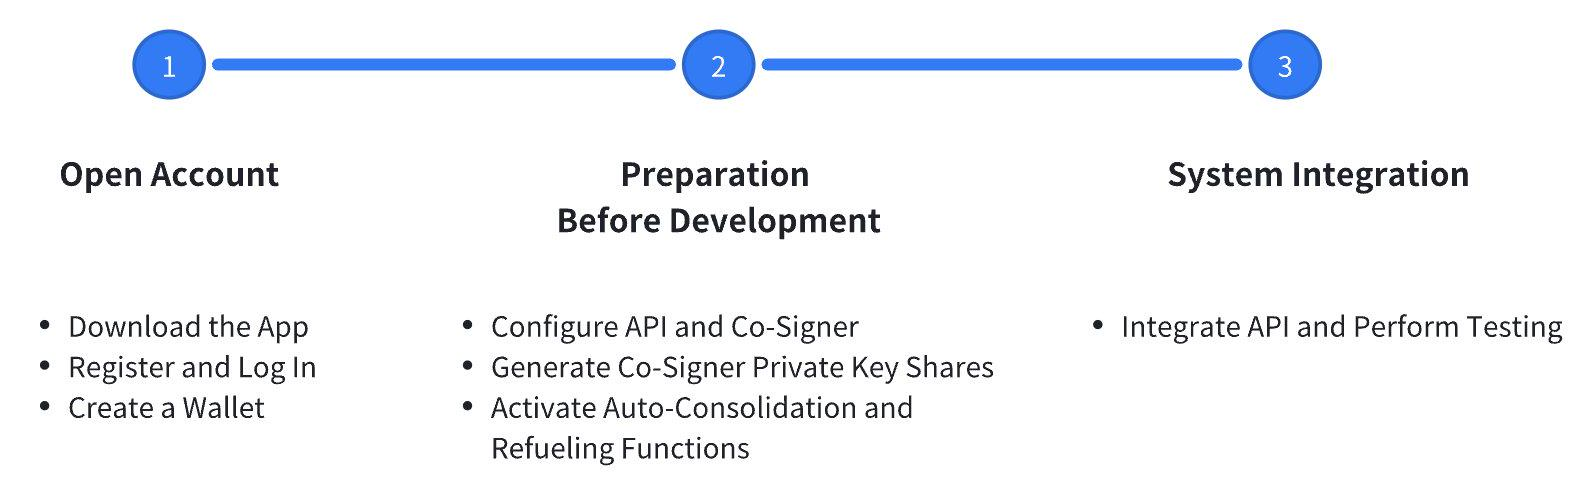 1
2
3
Open Account
Preparation
Before Development
System Integration
• Download the App
• Register and Log In
• Create a Wallet
• Configure API and Co-Signer
• Generate Co-Signer Private Key Shares
• Activate Auto-Consolidation and
Refueling Functions
• Integrate API and Perform Testing